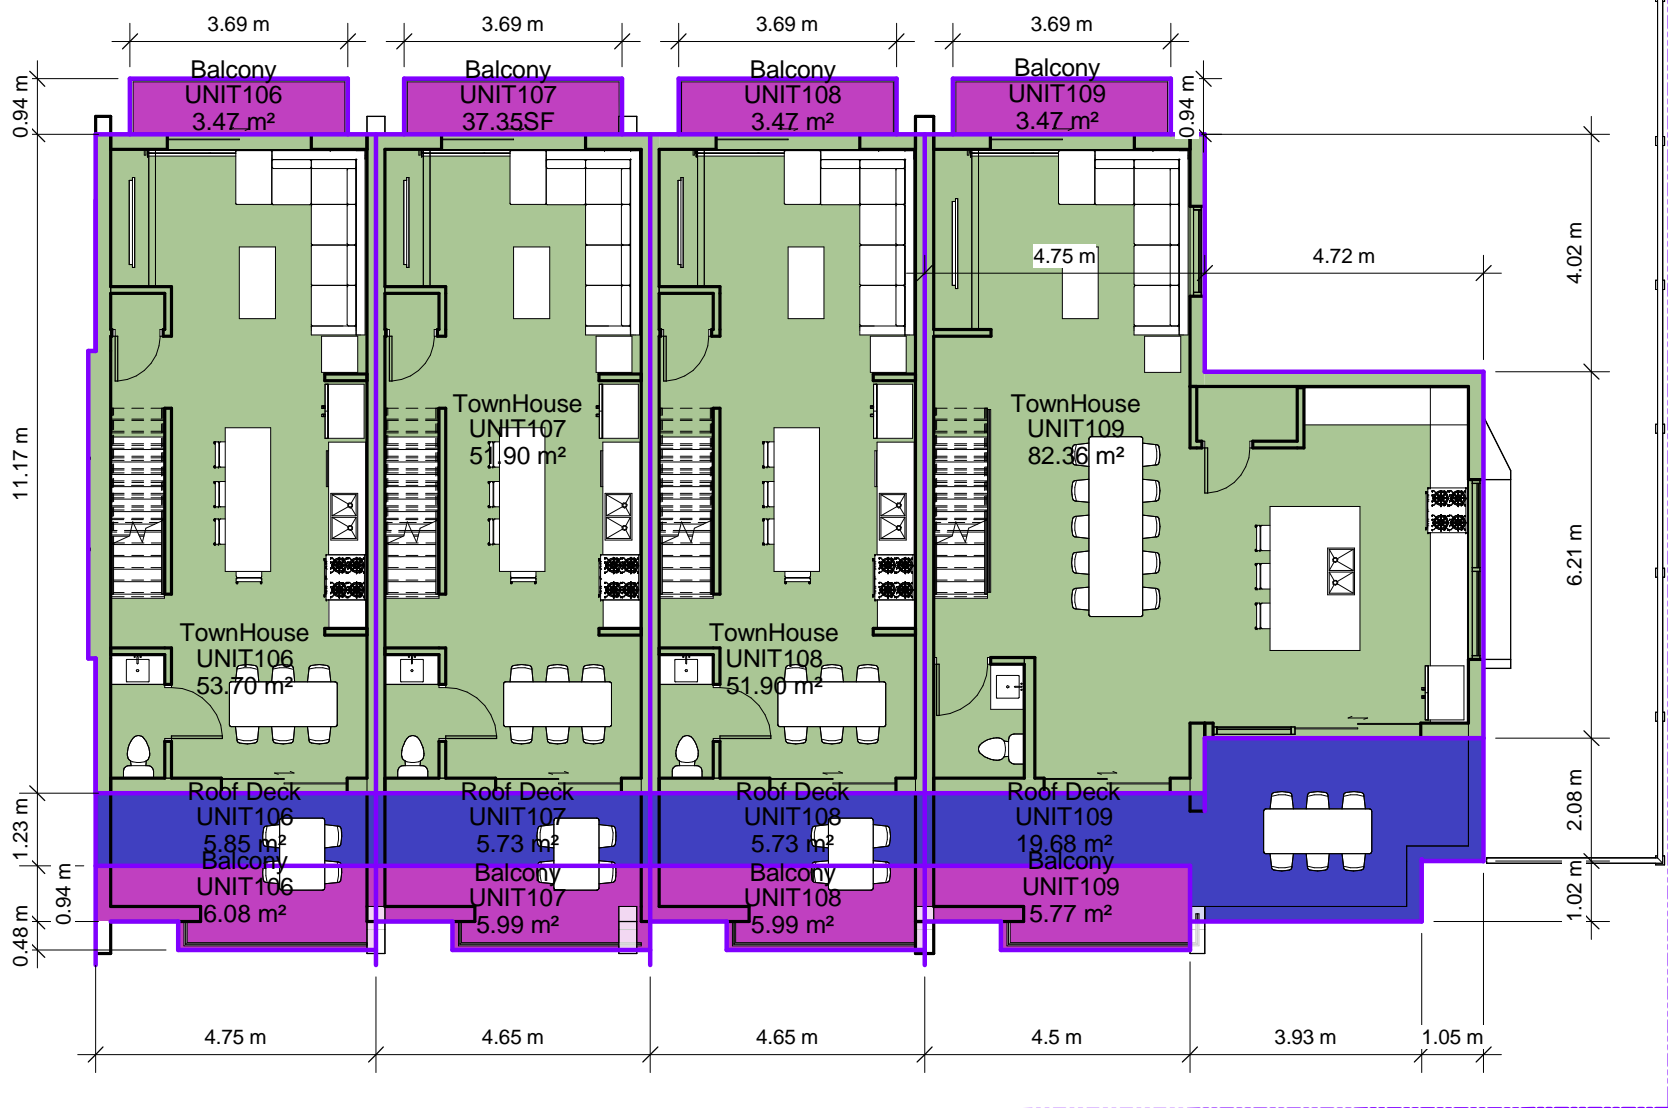 3.69 m
3.69 m
3.69 m
3.69 m
0.94 m
Balcony
UNIT106
3.47 m²
Balcony
UNIT107
37.35SF
Balcony
UNIT108
3.47 m²
Balcony
UNIT109
3.47 m²
0.94 m
4.75 m
4.72 m
4.02 m
11.17 m
TownHouse
UNIT107
51.90 m²
TownHouse
UNIT109
82.36 m²
6.21 m
TownHouse
UNIT106
53.70 m²
TownHouse
UNIT108
51.90 m²
1.23 m
Roof Deck
UNIT106
5.85 m²
Roof Deck
UNIT107
5.73 m²
Roof Deck
UNIT108
5.73 m²
Roof Deck
UNIT109
19.68 m²
2.08 m
0.94 m
0.48 m
Balcony
UNIT106
6.08 m²
Balcony
UNIT107
5.99 m²
Balcony
UNIT108
5.99 m²
Balcony
UNIT109
5.77 m²
1.02 m
4.75 m
4.65 m
4.65 m
4.5 m
3.93 m
1.05 m